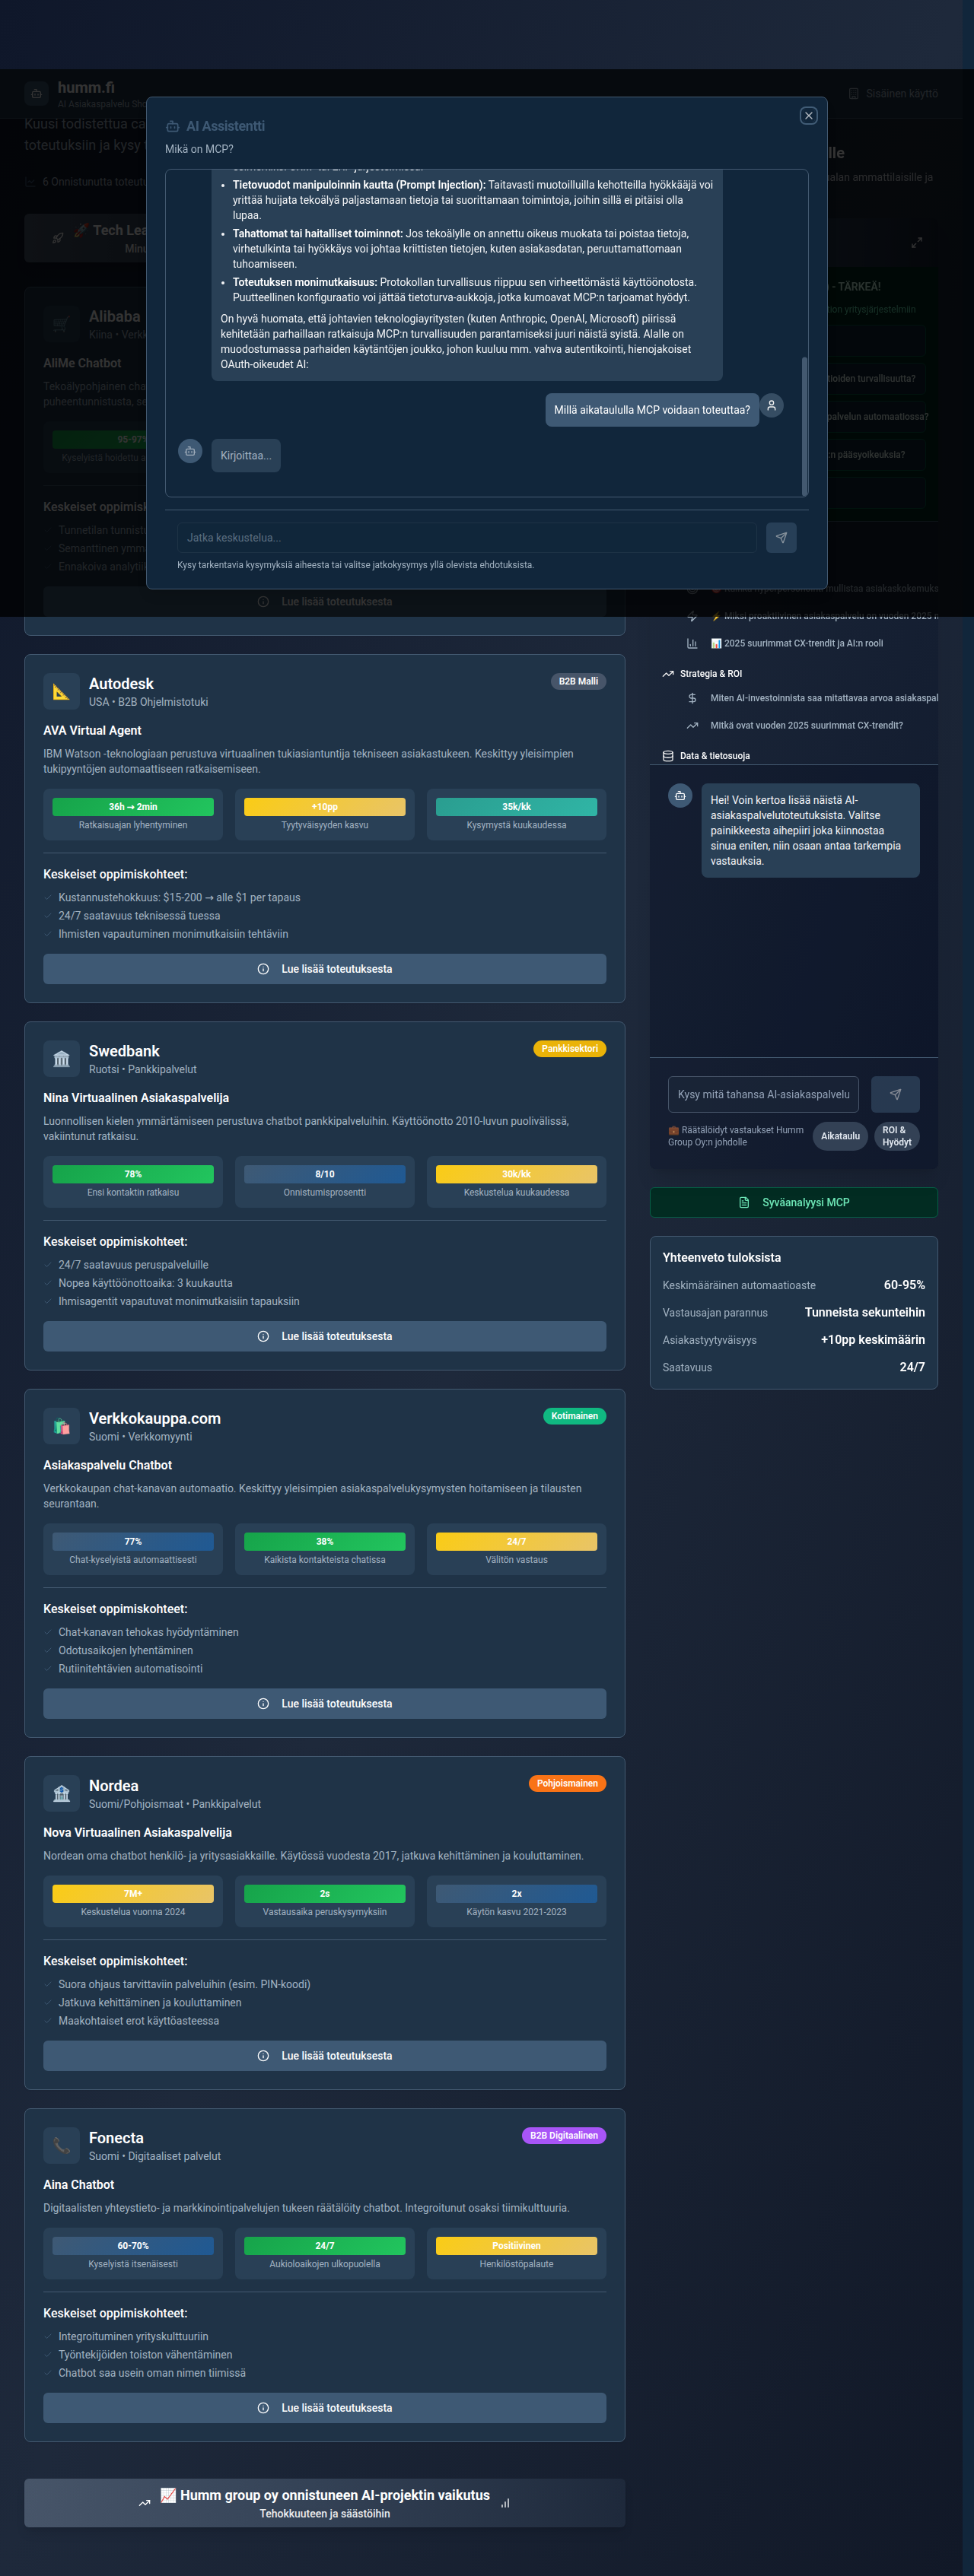 humm.fi
AI Asiakaspalvelu Sho
Sisäinen käyttö
Kuusi todistettua ca
toteutuksiin ja kysy t
6 Onnistunutta toteutu
🚀 Tech Lea
Minu
Alibaba
Kiina • Verkk
AliMe Chatbot
Tekoälypohjainen cha
puheentunnistusta, se
95-97%
Kyselyistä hoidettu a
Keskeiset oppimiskoh
Tunnetilan tunnist
Semanttinen ymm
Ennakoiva analytiik
Lue lisää toteutuksesta
AI Assistentti
Mikä on MCP?
• Tietovuodot manipuloinnin kautta (Prompt Injection): Taitavasti muotoilluilla kehotteilla hyökkääjä voi
yrittää huijata tekoälyä paljastamaan tietoja tai suorittamaan toimintoja, joihin sillä ei pitäisi olla
lupaa.
• Tahattomat tai haitalliset toiminnot: Jos tekoälylle on annettu oikeus muokata tai poistaa tietoja,
virhetulkinta tai hyökkäys voi johtaa kriittisten tietojen, kuten asiakasdatan, peruuttamattomaan
tuhoamiseen.
• Toteutuksen monimutkaisuus: Protokollan turvallisuus riippuu sen virheettömästä käyttöönotosta.
Puutteellinen konfiguraatio voi jättää tietoturva-aukkoja, jotka kumoavat MCP:n tarjoamat hyödyt.
On hyvä huomata, että johtavien teknologiayritysten (kuten Anthropic, OpenAI, Microsoft) piirissä
kehitetään parhaillaan ratkaisuja MCP:n turvallisuuden parantamiseksi juuri näistä syistä. Alalle on
muodostumassa parhaiden käytäntöjen joukko, johon kuuluu mm. vahva autentikointi, hienojakoiset
OAuth-oikeudet AI:
Millä aikataululla MCP voidaan toteuttaa?
Kirjoittaa...
Jatka keskustelua...
Kysy tarkentavia kysymyksiä aiheesta tai valitse jatkokysymys yllä olevista ehdotuksista.
lle
alan ammattilaisille ja
- TÄRKEÄ!
tion yritysjärjestelmiin
tioiden turvallisuutta?
palvelun automaatiossa?
:n pääsyoikeuksia?
mullistaa asiakaskokemuks
⚡ Miksi proaktiivinen asiakaspalvelu on vuoden 2025 n
📊 2025 suurimmat CX-trendit ja AI:n rooli
Strategia & ROI
Miten AI-investoinnista saa mitattavaa arvoa asiakaspal
Mitkä ovat vuoden 2025 suurimmat CX-trendit?
Data & tietosuoja
Hei! Voin kertoa lisää näistä AI-
asiakaspalvelutoteutuksista. Valitse
painikkeesta aihepiiri joka kiinnostaa
sinua eniten, niin osaan antaa tarkempia
vastauksia.
Kysy mitä tahansa AI-asiakaspalvelu
💼 Räätälöidyt vastaukset Humm
Group Oy:n johdolle
Aikataulu
ROI &
Hyödyt
Syväanalyysi MCP
Yhteenveto tuloksista
Keskimääräinen automaatioaste 60-95%
Vastausajan parannus Tunneista sekunteihin
Asiakastyytyväisyys +10pp keskimäärin
Saatavuus 24/7
Autodesk
USA • B2B Ohjelmistotuki
B2B Malli
AVA Virtual Agent
IBM Watson -teknologiaan perustuva virtuaalinen tukiasiantuntija tekniseen asiakastukeen. Keskittyy yleisimpien
tukipyyntöjen automaattiseen ratkaisemiseen.
36h → 2min
Ratkaisuajan lyhentyminen
+10pp
Tyytyväisyyden kasvu
35k/kk
Kysymystä kuukaudessa
Keskeiset oppimiskohteet:
Kustannustehokkuus: $15-200 → alle $1 per tapaus
24/7 saatavuus teknisessä tuessa
Ihmisten vapautuminen monimutkaisiin tehtäviin
Lue lisää toteutuksesta
Swedbank
Ruotsi • Pankkipalvelut
Pankkisektori
Nina Virtuaalinen Asiakaspalvelija
Luonnollisen kielen ymmärtämiseen perustuva chatbot pankkipalveluihin. Käyttöönotto 2010-luvun puolivälissä,
vakiintunut ratkaisu.
78%
Ensi kontaktin ratkaisu
8/10
Onnistumisprosentti
30k/kk
Keskustelua kuukaudessa
Keskeiset oppimiskohteet:
24/7 saatavuus peruspalveluille
Nopea käyttöönottoaika: 3 kuukautta
Ihmisagentit vapautuvat monimutkaisiin tapauksiin
Lue lisää toteutuksesta
Verkkokauppa.com
Suomi • Verkkomyynti
Kotimainen
Asiakaspalvelu Chatbot
Verkkokaupan chat-kanavan automaatio. Keskittyy yleisimpien asiakaspalvelukysymysten hoitamiseen ja tilausten
seurantaan.
77%
Chat-kyselyistä automaattisesti
38%
Kaikista kontakteista chatissa
24/7
Välitön vastaus
Keskeiset oppimiskohteet:
Chat-kanavan tehokas hyödyntäminen
Odotusaikojen lyhentäminen
Rutiinitehtävien automatisointi
Lue lisää toteutuksesta
Nordea
Suomi/Pohjoismaat • Pankkipalvelut
Pohjoismainen
Nova Virtuaalinen Asiakaspalvelija
Nordean oma chatbot henkilö- ja yritysasiakkaille. Käytössä vuodesta 2017, jatkuva kehittäminen ja kouluttaminen.
7M+
Keskustelua vuonna 2024
2s
Vastausaika peruskysymyksiin
2x
Käytön kasvu 2021-2023
Keskeiset oppimiskohteet:
Suora ohjaus tarvittaviin palveluihin (esim. PIN-koodi)
Jatkuva kehittäminen ja kouluttaminen
Maakohtaiset erot käyttöasteessa
Lue lisää toteutuksesta
Fonecta
Suomi • Digitaaliset palvelut
B2B Digitaalinen
Aina Chatbot
Digitaalisten yhteystieto- ja markkinointipalvelujen tukeen räätälöity chatbot. Integroitunut osaksi tiimikulttuuria.
60-70%
Kyselyistä itsenäisesti
24/7
Aukioloaikojen ulkopuolella
Positiivinen
Henkilöstöpalaute
Keskeiset oppimiskohteet:
Integroituminen yrityskulttuuriin
Työntekijöiden toiston vähentäminen
Chatbot saa usein oman nimen tiimissä
Lue lisää toteutuksesta
📈 Humm group oy onnistuneen AI-projektin vaikutus
Tehokkuuteen ja säästöihin